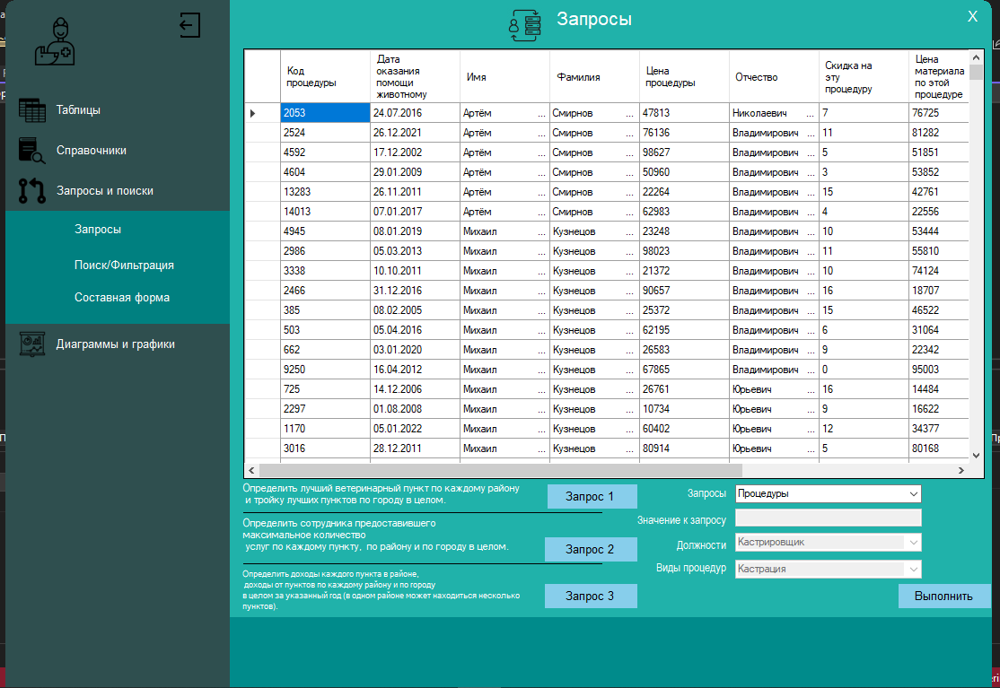 Запросы
X
Таблицы
Справочники
Запросы и поиски
Запросы
Поиск/Фильтрация
Составная форма
Диаграммы и графики
Код
процедуры
Дата
оказания
помощи
животному
Имя
Фамилия
Цена
процедуры
Отчество
Скидка на
эту
процедуру
Цена
материала
по этой
процедуре
2053 24.07.2016 Артём ... Смирнов ... 47813 Николаевич ... 7 76725
2524 26.12.2021 Артём ... Смирнов ... 76136 Владимирович ... 11 81282
4592 17.12.2002 Артём ... Смирнов ... 98627 Владимирович ... 5 51851
4604 29.01.2009 Артём ... Смирнов ... 50960 Владимирович ... 3 53852
13283 26.11.2011 Артём ... Смирнов ... 22264 Владимирович ... 15 42761
14013 07.01.2017 Артём ... Смирнов ... 62983 Владимирович ... 4 22556
4945 08.01.2019 Михаил ... Кузнецов ... 23248 Владимирович ... 10 53444
2986 05.03.2013 Михаил ... Кузнецов ... 98023 Владимирович ... 11 55810
3338 10.10.2011 Михаил ... Кузнецов ... 21372 Владимирович ... 10 74124
2466 31.12.2016 Михаил ... Кузнецов ... 90657 Владимирович ... 16 18707
385 08.02.2005 Михаил ... Кузнецов ... 25372 Владимирович ... 15 46522
503 05.04.2016 Михаил ... Кузнецов ... 62195 Владимирович ... 6 31064
662 03.01.2020 Михаил ... Кузнецов ... 26583 Владимирович ... 9 22342
9250 16.04.2012 Михаил ... Кузнецов ... 67865 Владимирович ... 0 95003
725 14.12.2006 Михаил ... Кузнецов ... 26761 Юрьевич ... 16 14484
2297 01.08.2008 Михаил ... Кузнецов ... 10734 Юрьевич ... 9 16622
1170 05.01.2022 Михаил ... Кузнецов ... 60402 Юрьевич ... 12 34377
3016 28.12.2011 Михаил ... Кузнецов ... 80914 Юрьевич ... 5 80168
Определить лучший ветеринарный пункт по каждому району
и тройку лучших пунктов по городу в целом.
Запрос 1
Определить сотрудника предоставившего
максимальное количество
услуг по каждому пункту, по району и по городу в целом.
Запрос 2
Определить доходы каждого пункта в районе,
доходы от пунктов по каждому району и по городу
в целом за указанный год (в одном районе может находиться несколько
пунктов).
Запрос 3
Запросы Процедуры
Значение к запросу
Должности Кастрировщик
Виды процедур Кастрация
Выполнить